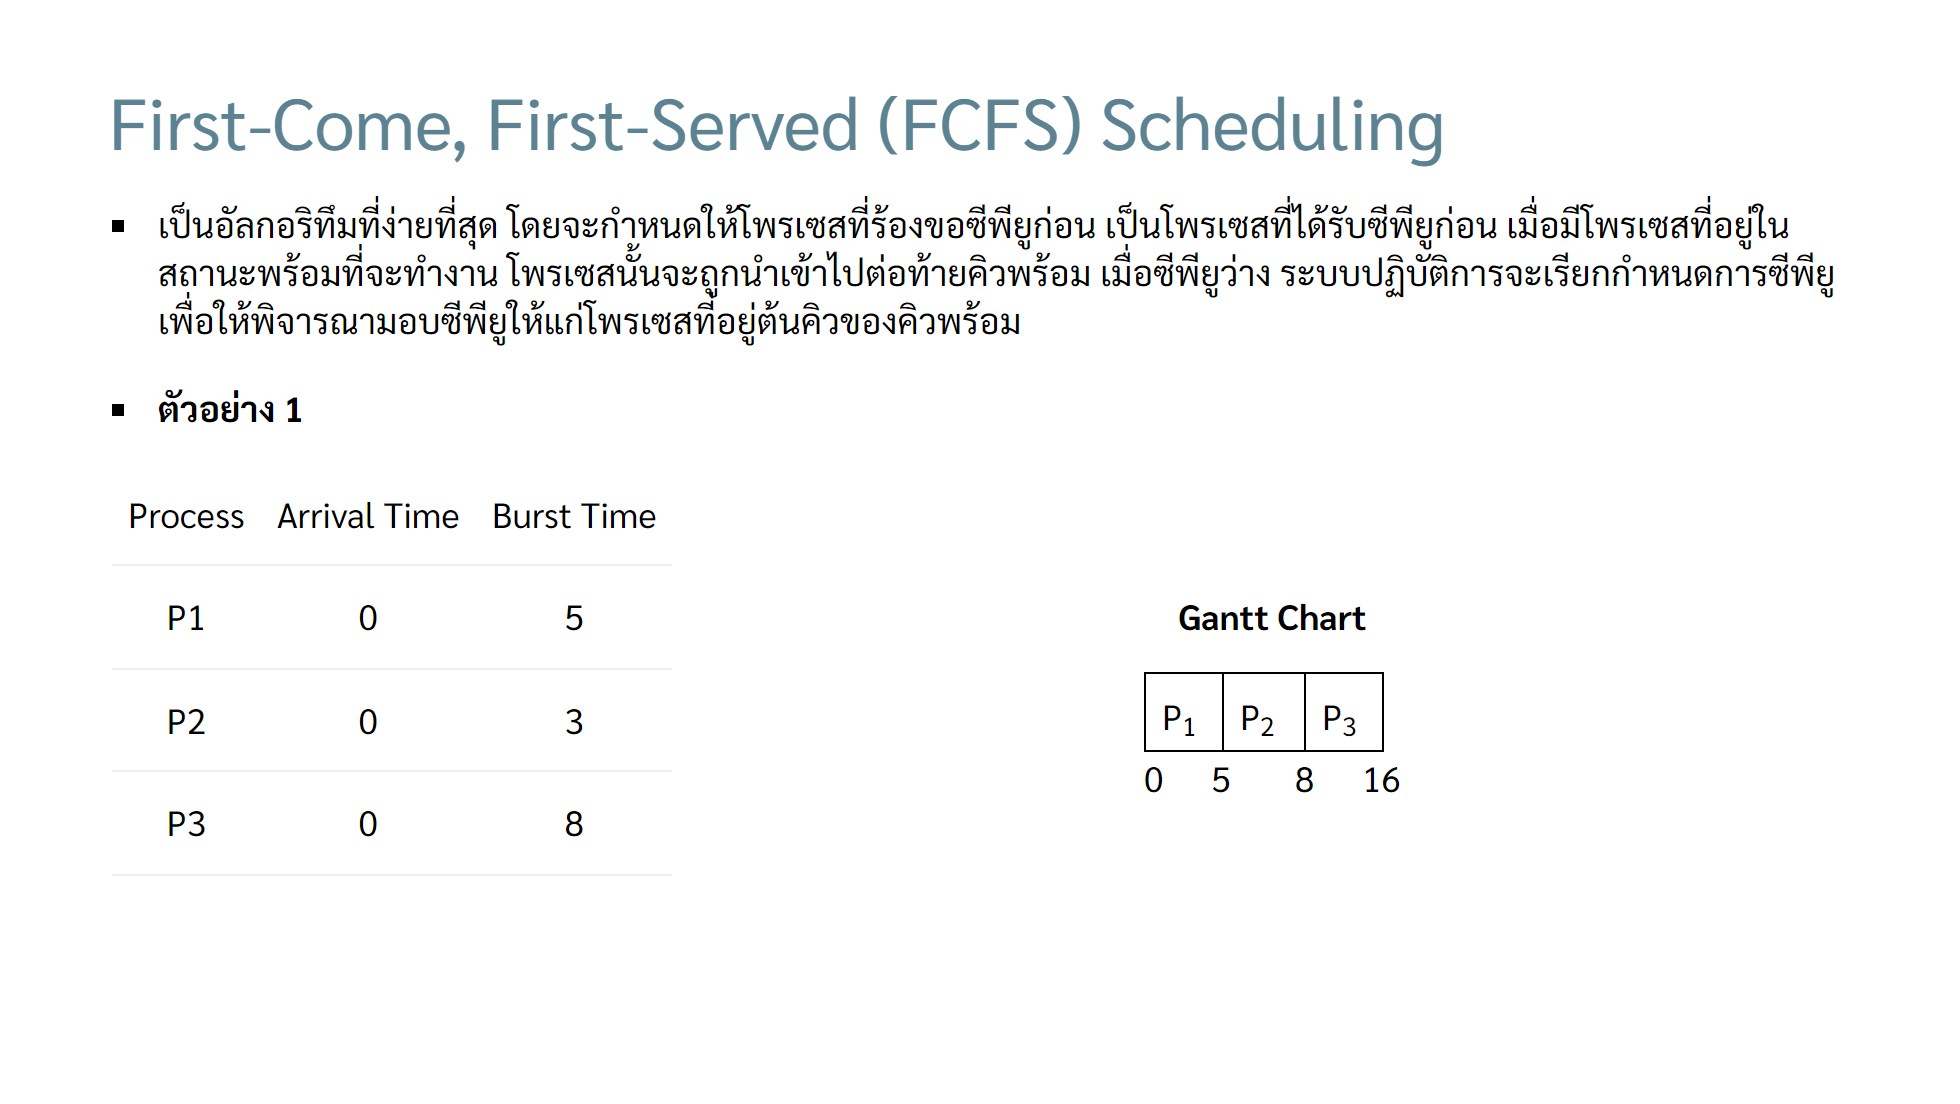 First-Come, First-Served (FCFS) Scheduling
▪ เป็นอัลกอริทึมที่ง่ายที่สุด โดยจะกำหนดให้โพรเซสที่ร้องขอซีพียูก่อน เป็นโพรเซสที่ได้รับซีพียูก่อน เมื่อมีโพรเซสที่อยู่ใน
สถานะพร้อมที่จะทำงาน โพรเซสนั้นจะถูกนำเข้าไปต่อท้ายคิวพร้อม เมื่อซีพียูว่าง ระบบปฏิบัติการจะเรียกกำหนดการซีพียู
เพื่อให้พิจารณามอบซีพียูให้แก่โพรเซสที่อยู่ต้นคิวของคิวพร้อม
▪ ตัวอย่าง 1
Process Arrival Time Burst Time
P1 0 5
P2 0 3
P3 0 8
Gantt Chart
P₁ P₂ P₃
0 5 8 16